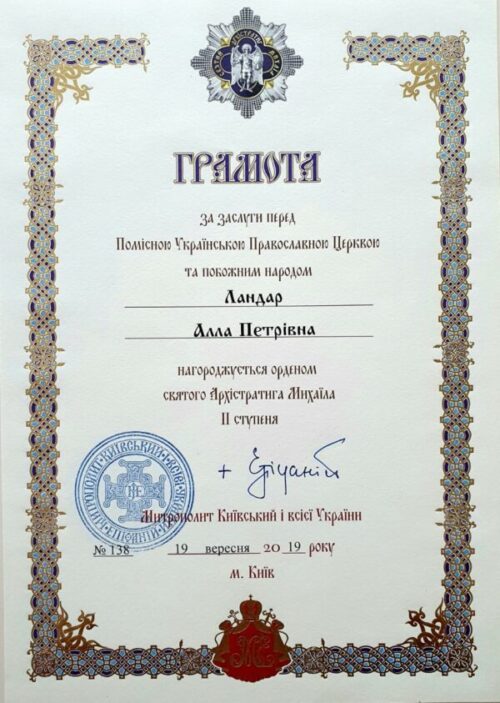 ГРАМОТА
за заслуги перед
Помісною Українською Православною Церквою
та побожним народом
Ландар
Алла Петрівна
нагороджується орденом
святого Архістратига Михаїла
ІІ ступеня
+ Епіфаній
Митрополит Київський і всієї України
№ 138 19 вересня 2019 року
м. Київ